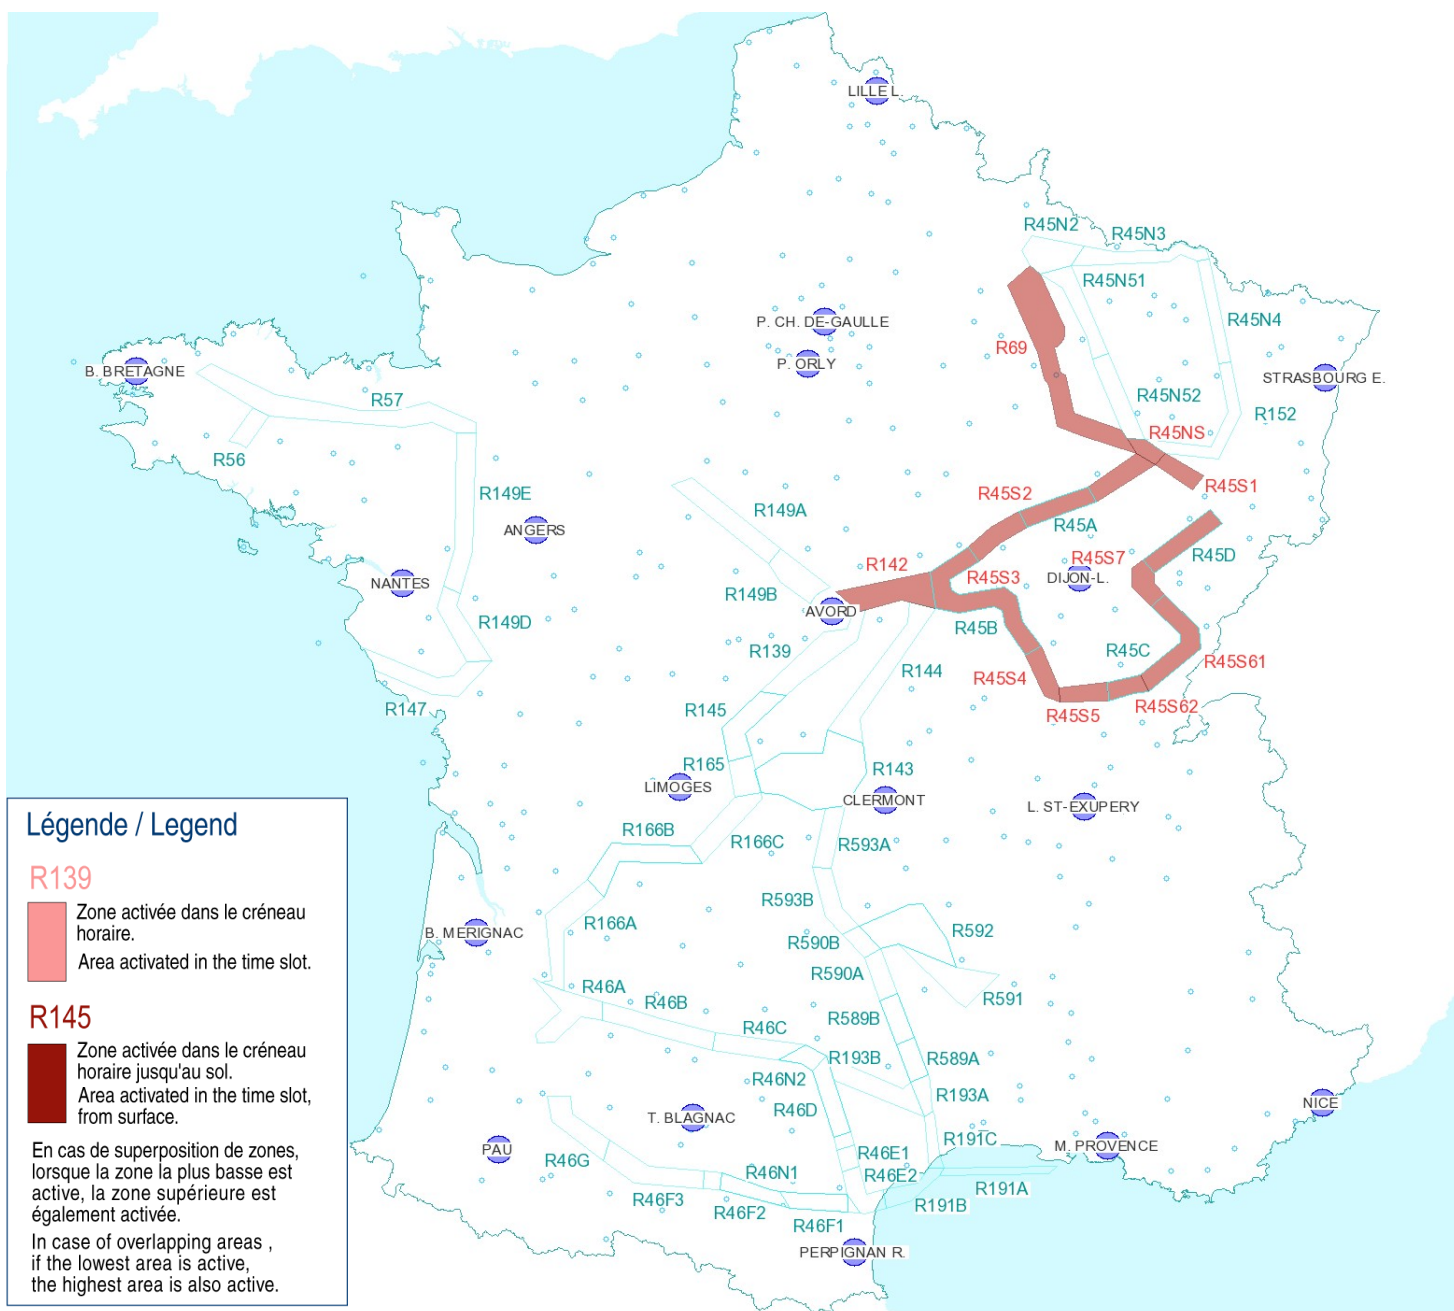 LILLE L.
R45N2
R45N3
R45N51
P. CH. DE-GAULLE
R45N4
R69
P. ORLY
B. BRETAGNE
STRASBOURG E.
R57
R45N52
R152
R45NS
R56
R45S1
R149E
R45S2
R149A
R45A
ANGERS
R45S7
R45D
R142
R45S3
DIJON-L.
NANTES
R149B
AVORD
R149D
R45B
R139
R45C
R45S61
R144
R45S4
R147
R145
R45S5
R45S62
R165
R143
LIMOGES
CLERMONT
L. ST-EXUPERY
R166B
R166C
R593A
R593B
R166A
B. MERIGNAC
R590B
R592
R590A
R46A
R46B
R591
R46C
R589B
R193B
R589A
R46N2
R193A
R46D
T. BLAGNAC
NICE
R191C
M. PROVENCE
PAU
R46G
R46E1
R46N1
R46E2
R191A
R46F3
R46F2
R191B
R46F1
PERPIGNAN R.
Légende / Legend
R139
Zone activée dans le créneau
horaire.
Area activated in the time slot.
R145
Zone activée dans le créneau
horaire jusqu'au sol.
Area activated in the time slot,
from surface.
En cas de superposition de zones,
lorsque la zone la plus basse est
active, la zone supérieure est
également activée.
In case of overlapping areas ,
if the lowest area is active,
the highest area is also active.